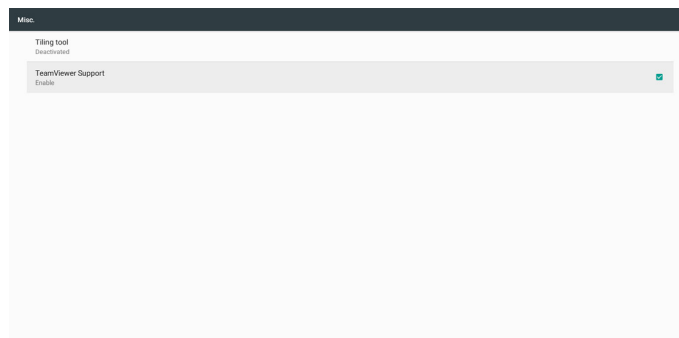 Misc.
Tiling tool
Deactivated
TeamViewer Support
Enable